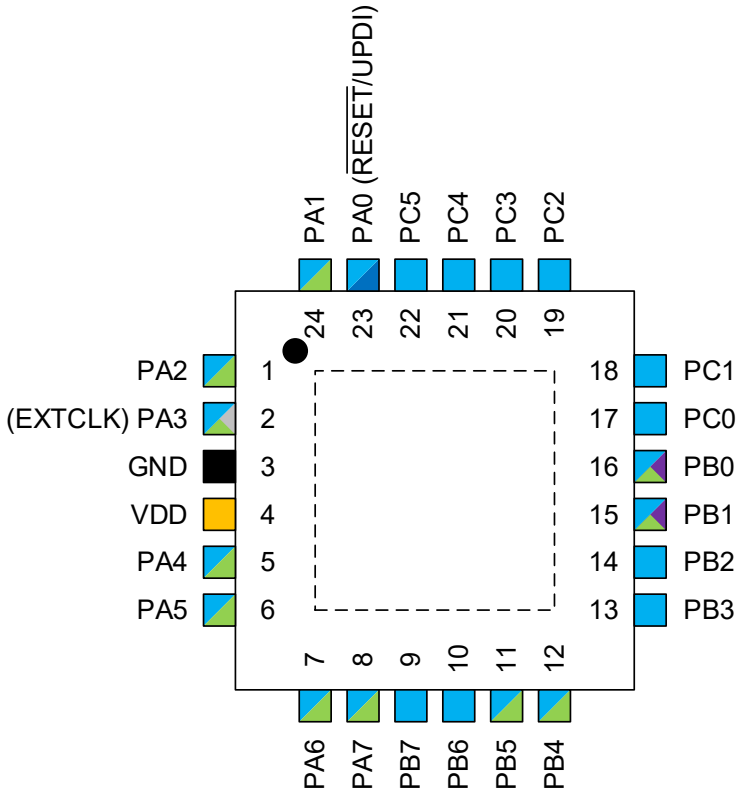 PA1
PA0 (RESET/UPDI)
PC5
PC4
PC3
PC2
24
23
22
21
20
19
PA2 1
(EXTCLK) PA3 2
GND 3
VDD 4
PA4 5
PA5 6
18 PC1
17 PC0
16 PB0
15 PB1
14 PB2
13 PB3
7
8
9
10
11
12
PA6
PA7
PB7
PB6
PB5
PB4